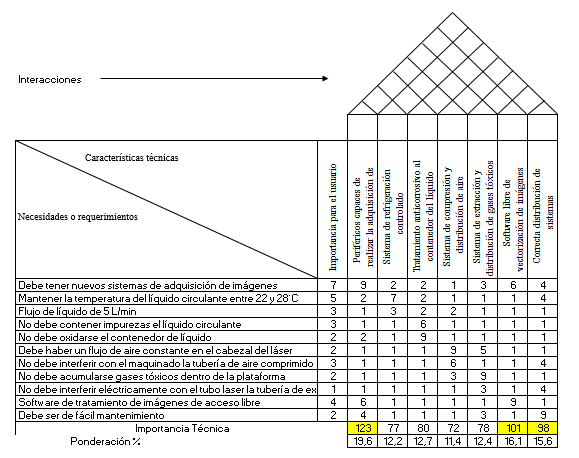 Interacciones
Características técnicas
Necesidades o requerimientos
Importancia para el usuario
Periféricos capaces de
realizar la adquisición de
Sistema de refrigeración
controlado
Tratamiento anticorrosivo al
contenedor del líquido
Sistema de compresión y
distribución de aire
Sistema de extracción y
distribución de gases tóxicos
Software libre de
vectorización de imágenes
Correcta distribución de
sistemas
Debe tener nuevos sistemas de adquisición de imágenes 7 9 2 2 1 3 6 4
Mantener la temperatura del líquido circulante entre 22 y 28°C 5 2 7 2 1 1 1 4
Flujo de líquido de 5 L/min 3 1 3 2 2 1 1 1
No debe contener impurezas el líquido circulante 3 1 1 6 1 1 1 1
No debe oxidarse el contenedor de líquido 2 2 1 9 1 1 1 1
Debe haber un flujo de aire constante en el cabezal del láser 2 1 1 1 9 5 1 1
No debe interferir con el maquinado la tubería de aire comprimido 3 1 1 1 6 1 1 4
No debe acumularse gases tóxicos dentro de la plataforma 2 1 1 1 3 9 1 1
No debe interferir eléctricamente con el tubo laser la tubería de ex 1 1 1 1 1 3 1 4
Software de tratamiento de imágenes de acceso libre 4 6 1 1 1 1 9 1
Debe ser de fácil mantenimiento 2 4 1 1 1 3 1 9
Importancia Técnica 123 77 80 72 78 101 98
Ponderación % 19,6 12,2 12,7 11,4 12,4 16,1 15,6